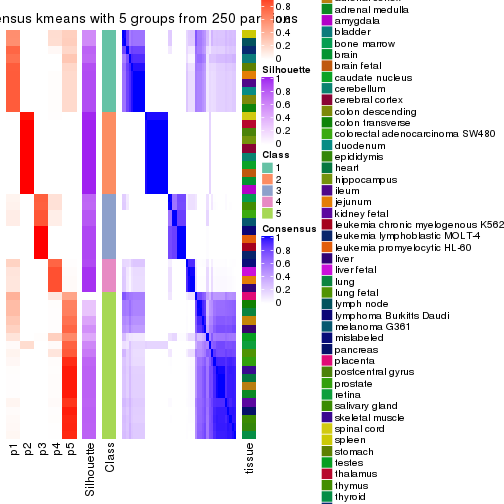 ensus kmeans with 5 groups from 250 par
ons
p1
p2
p3
p4
p5
Silhouette
Class
tissue
0.8
0.6
0.4
0.2
0
Silhouette
1
0.8
0.6
0.4
0.2
0
Class
1
2
3
4
5
Consensus
1
0.8
0.6
0.4
0.2
0
adrenal medulla
amygdala
bladder
bone marrow
brain
brain fetal
caudate nucleus
cerebellum
cerebral cortex
colon descending
colon transverse
colorectal adenocarcinoma SW480
duodenum
epididymis
heart
hippocampus
ileum
jejunum
kidney fetal
leukemia chronic myelogenous K562
leukemia lymphoblastic MOLT-4
leukemia promyelocytic HL-60
liver
liver fetal
lung
lung fetal
lymph node
lymphoma Burkitts Daudi
melanoma G361
mislabeled
pancreas
placenta
postcentral gyrus
prostate
retina
salivary gland
skeletal muscle
spinal cord
spleen
stomach
testes
thalamus
thymus
thyroid